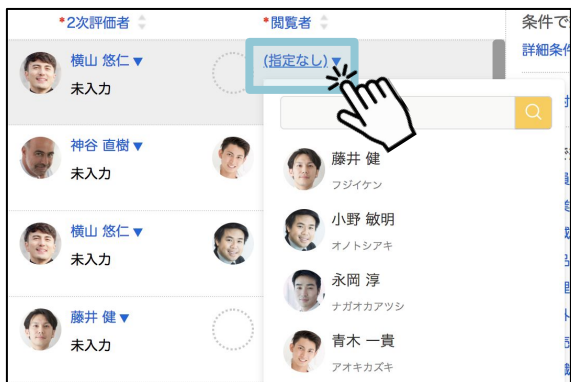 *2次評価者
*閲覧者
条件で
横山 悠仁▼
(指定なし)▼
詳細条件
未入力
神谷 直樹▼
未入力
横山 悠仁▼
未入力
藤井 健▼
未入力
藤井 健
フジイケン
小野 敏明
オノトシアキ
永岡 淳
ナガオカアツシ
青木 一貴
アオキカズキ